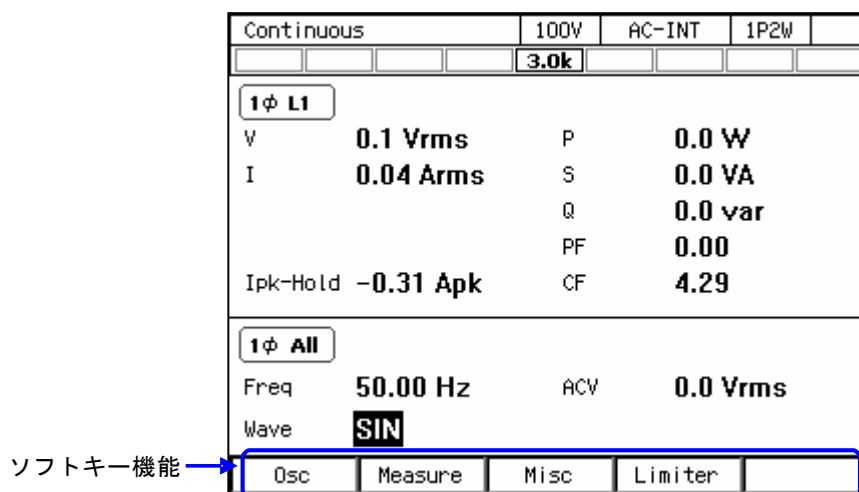 Continuous 100V AC-INT 1P2W
3.0k
1φ L1
V 0.1 Vrms P 0.0 W
I 0.04 Arms S 0.0 VA
Q 0.0 var
PF 0.00
Ipk-Hold -0.31 Apk CF 4.29
1φ All
Freq 50.00 Hz ACV 0.0 Vrms
Wave SIN
ソフトキー機能 Osc Measure Misc Limiter